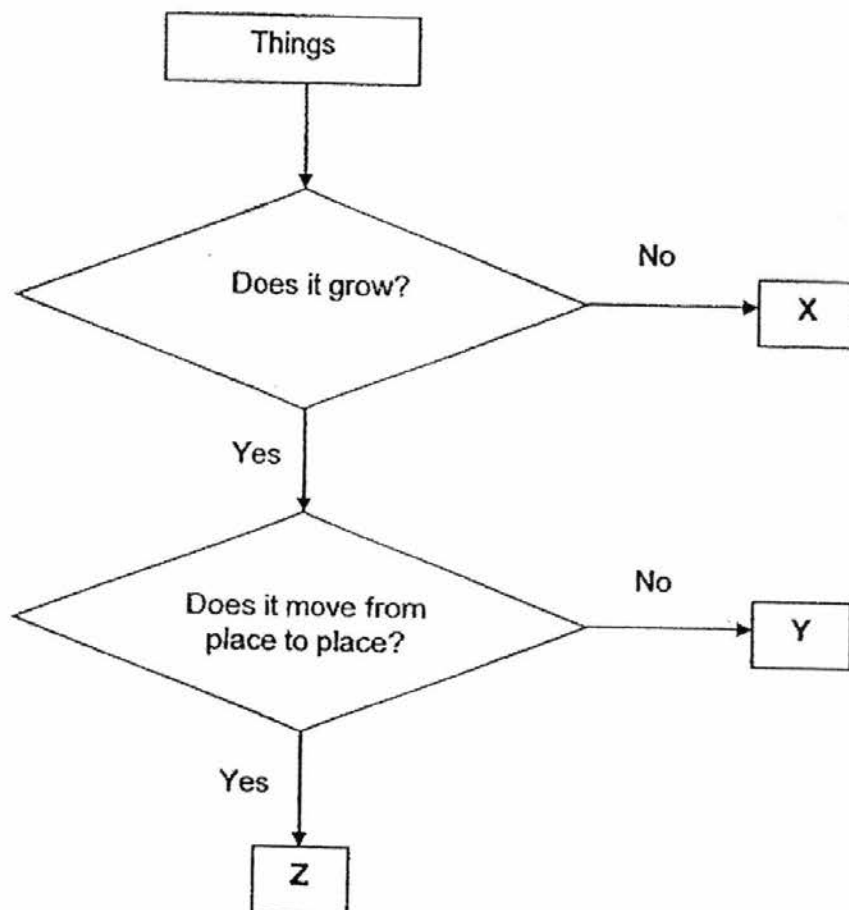 Things
Does it grow?
No
X
Yes
Does it move from
place to place?
No
Y
Yes
Z